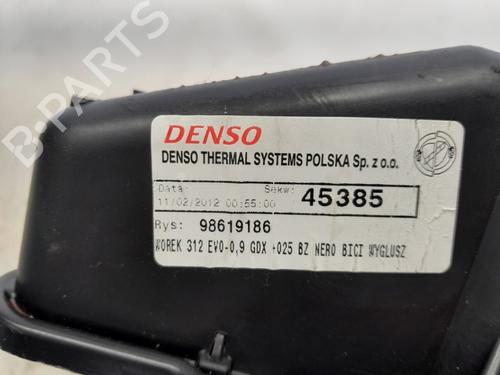 B-PARTS
DENSO
DENSO THERMAL SYSTEMS POLSKA Sp. z o.o.
Data: Sekw:
11/02/2012 00:55:00 45385
Rys: 98619186
WOREK 312 EVO-0,9 GDX +025 BZ NERO BICI WYGLUSZ